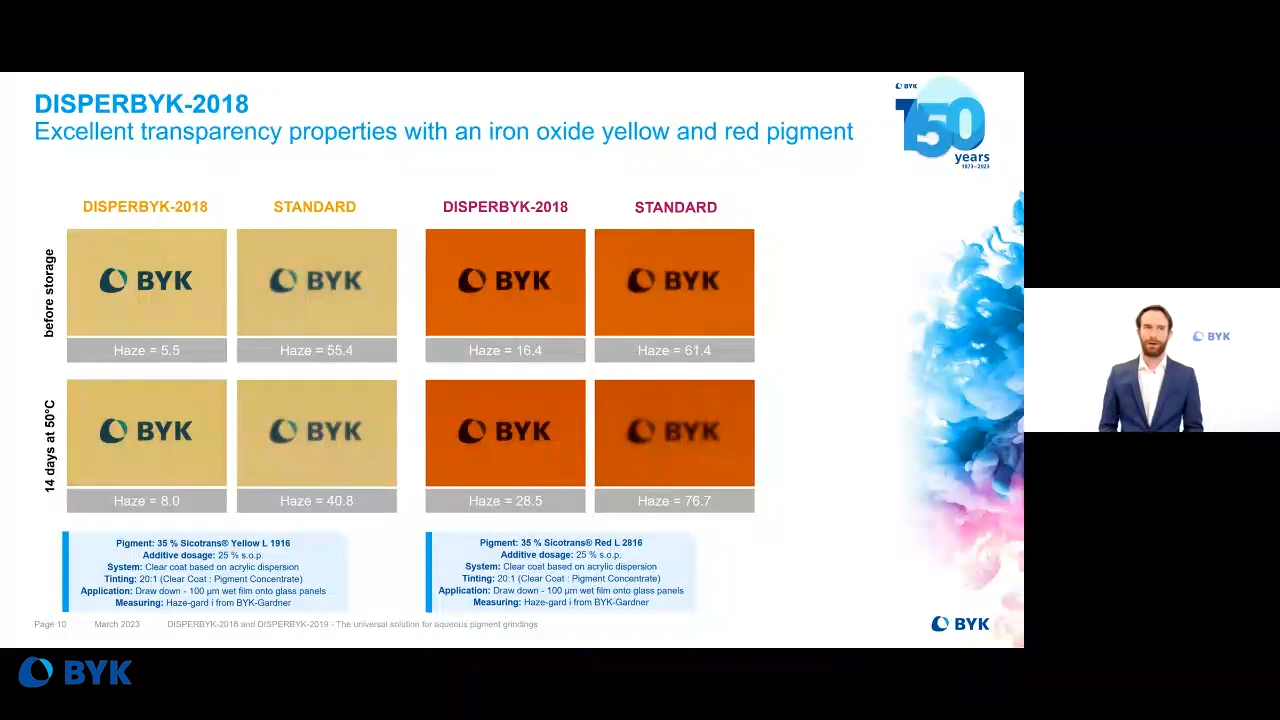 DISPERBYK-2018
Excellent transparency properties with an iron oxide yellow and red pigment
BYK
150
years
1873–2023
DISPERBYK-2018
STANDARD
DISPERBYK-2018
STANDARD
before storage
BYK
BYK
BYK
BYK
Haze = 5.5
Haze = 55.4
Haze = 16.4
Haze = 61.4
14 days at 50°C
BYK
BYK
BYK
BYK
Haze = 8.0
Haze = 40.8
Haze = 28.5
Haze = 76.7
Pigment: 35 % Sicotrans® Yellow L 1916
Additive dosage: 25 % s.o.p.
System: Clear coat based on acrylic dispersion
Tinting: 20:1 (Clear Coat : Pigment Concentrate)
Application: Draw down - 100 µm wet film onto glass panels
Measuring: Haze-gard i from BYK-Gardner
Pigment: 35 % Sicotrans® Red L 2816
Additive dosage: 25 % s.o.p.
System: Clear coat based on acrylic dispersion
Tinting: 20:1 (Clear Coat : Pigment Concentrate)
Application: Draw down - 100 µm wet film onto glass panels
Measuring: Haze-gard i from BYK-Gardner
Page 10
March 2023
DISPERBYK-2018 and DISPERBYK-2019 - The universal solution for aqueous pigment grindings
BYK
BYK
BYK